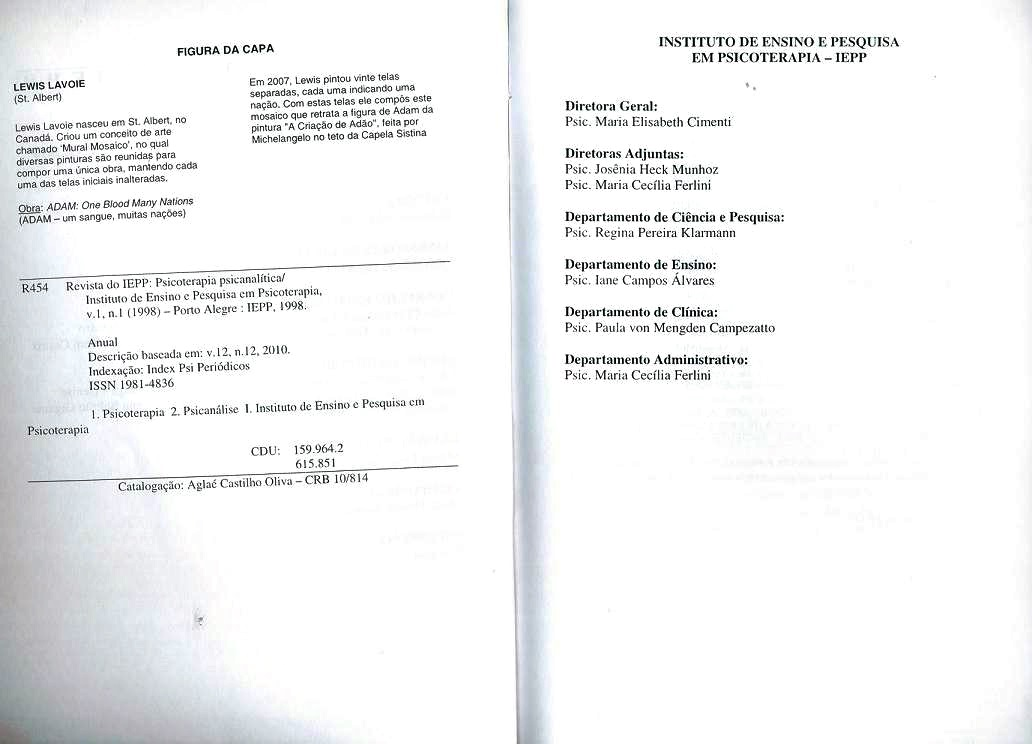 FIGURA DA CAPA
LEWIS LAVOIE
(St. Albert)
Lewis Lavoie nasceu em St. Albert, no
Canadá. Criou um conceito de arte
chamado 'Mural Mosaico', no qual
diversas pinturas são reunidas para
compor uma única obra, mantendo cada
uma das telas iniciais inalteradas.
Obra: ADAM: One Blood Many Nations
(ADAM – um sangue, muitas nações)
Em 2007, Lewis pintou vinte telas
separadas, cada uma indicando uma
nação. Com estas telas ele compôs este
mosaico que retrata a figura de Adam da
pintura "A Criação de Adão", feita por
Michelangelo no teto da Capela Sistina
R454 Revista do IEPP: Psicoterapia psicanalítica/
Instituto de Ensino e Pesquisa em Psicoterapia,
v.1, n.1 (1998) – Porto Alegre : IEPP, 1998.
Anual
Descrição baseada em: v.12, n.12, 2010.
Indexação: Index Psi Periódicos
ISSN 1981-4836
1. Psicoterapia 2. Psicanálise I. Instituto de Ensino e Pesquisa em
Psicoterapia
CDU: 159.964.2
615.851
Catalogação: Aglaé Castilho Oliva – CRB 10/814
INSTITUTO DE ENSINO E PESQUISA
EM PSICOTERAPIA – IEPP
Diretora Geral:
Psic. Maria Elisabeth Cimenti
Diretoras Adjuntas:
Psic. Josênia Heck Munhoz
Psic. Maria Cecília Ferlini
Departamento de Ciência e Pesquisa:
Psic. Regina Pereira Klarmann
Departamento de Ensino:
Psic. Iane Campos Álvares
Departamento de Clínica:
Psic. Paula von Mengden Campezatto
Departamento Administrativo:
Psic. Maria Cecília Ferlini